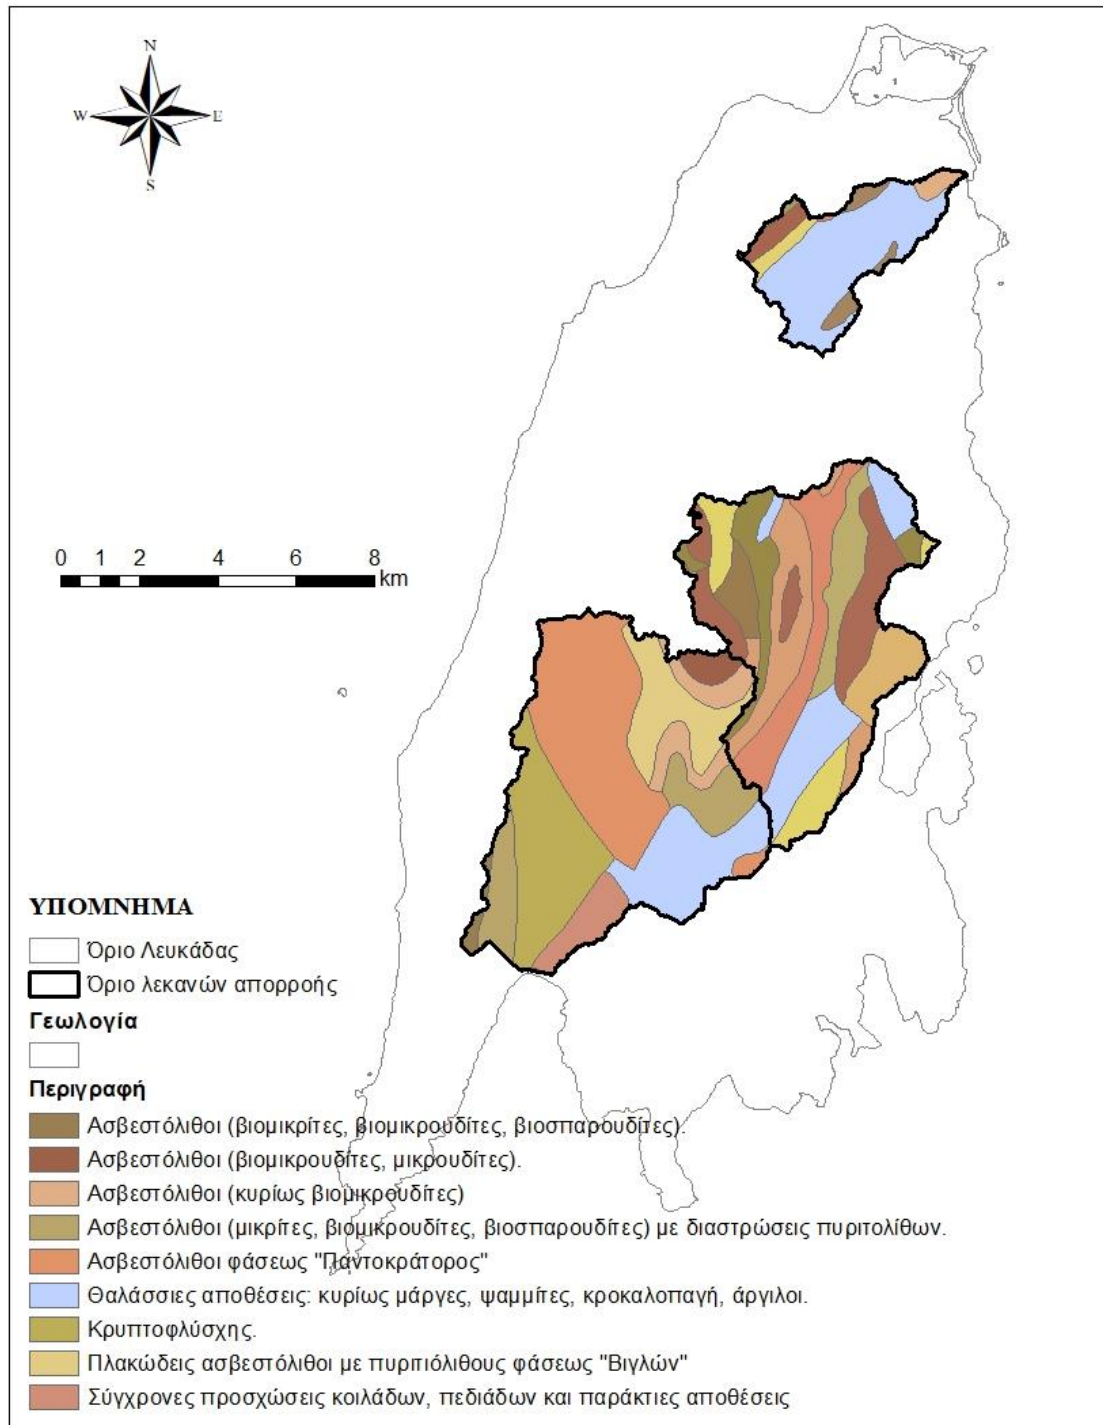 N
W E
S
0 1 2 4 6 8
km
ΥΠΟΜΝΗΜΑ
Όριο Λευκάδας
Όριο λεκανών απορροής
Γεωλογία
Περιγραφή
Ασβεστόλιθοι (βιομικρίτες, βιομικρουδίτες, βιοσπαρουδίτες).
Ασβεστόλιθοι (βιομικρουδίτες, μικρουδίτες).
Ασβεστόλιθοι (κυρίως βιομικρουδίτες)
Ασβεστόλιθοι (μικρίτες, βιομικρουδίτες, βιοσπαρουδίτες) με διαστρώσεις πυριτολίθων.
Ασβεστόλιθοι φάσεως "Παντοκράτορος"
Θαλάσσιες αποθέσεις: κυρίως μάργες, ψαμμίτες, κροκαλοπαγή, άργιλοι.
Κρυπτοφλύσχης.
Πλακώδεις ασβεστόλιθοι με πυριτιόλιθους φάσεως "Βιγλών"
Σύγχρονες προσχώσεις κοιλάδων, πεδιάδων και παράκτιες αποθέσεις